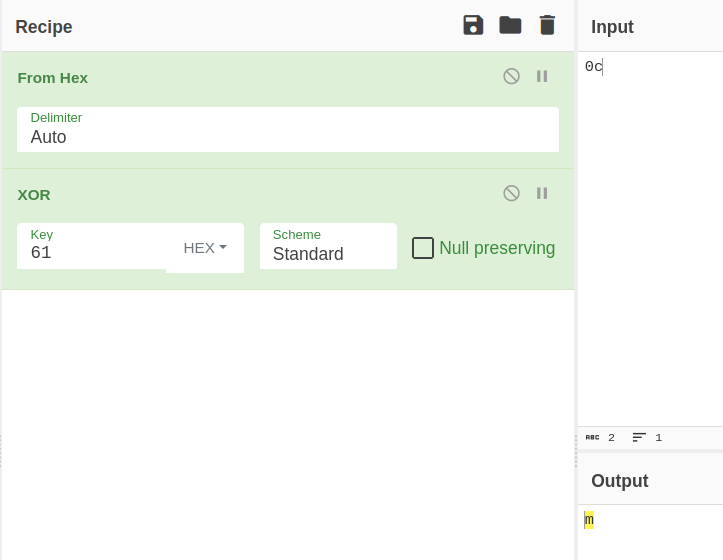 Recipe
From Hex
Delimiter
Auto
XOR
Key
61
HEX
Scheme
Standard
Null preserving
Input
0c
ABC 2 1
Output
m